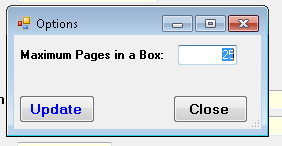 Options
Maximum Pages in a Box: 25
Update Close